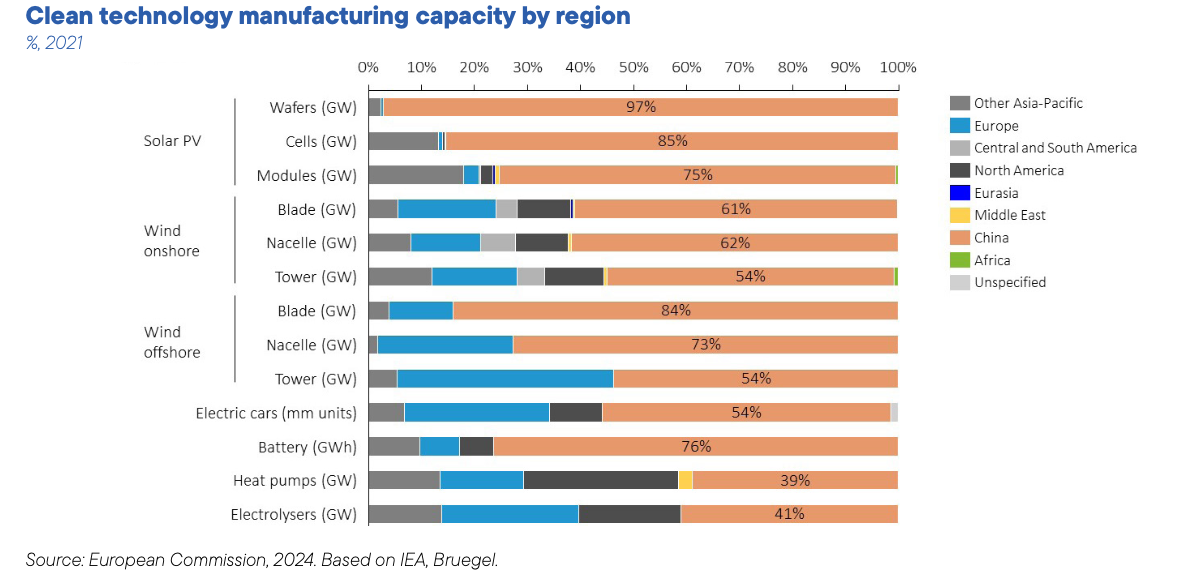 Clean technology manufacturing capacity by region
%, 2021
0% 10% 20% 30% 40% 50% 60% 70% 80% 90% 100%
Solar PV
Wafers (GW) 97%
Cells (GW) 85%
Modules (GW) 75%
Wind
onshore
Blade (GW) 61%
Nacelle (GW) 62%
Tower (GW) 54%
Wind
offshore
Blade (GW) 84%
Nacelle (GW) 73%
Tower (GW) 54%
Electric cars (mm units) 54%
Battery (GWh) 76%
Heat pumps (GW) 39%
Electrolysers (GW) 41%
Other Asia-Pacific
Europe
Central and South America
North America
Eurasia
Middle East
China
Africa
Unspecified
Source: European Commission, 2024. Based on IEA, Bruegel.